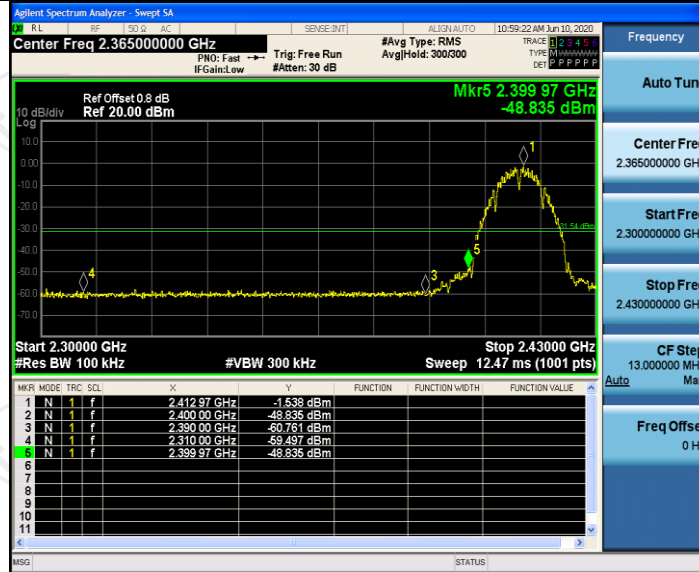 Agilent Spectrum Analyzer - Swept SA
RL RF 50 Ω AC SENSE:INT ALIGN AUTO 10:59:22 AM Jun 10, 2020
Center Freq 2.365000000 GHz
PNO: Fast
IFGain:Low
Trig: Free Run
#Atten: 30 dB
#Avg Type: RMS
Avg|Hold: 300/300
TRACE 1 2 3 4 5 6
TYPE M
DET P P P P P P
Frequency
Auto Tun
Center Fre
2.365000000 GH
Start Fre
2.300000000 GH
Stop Fre
2.430000000 GH
CF Ste
13.000000 MH
Auto Ma
Freq Offse
0 H
Mkr5 2.399 97 GHz
-48.835 dBm
Ref Offset 0.8 dB
10 dB/div Ref 20.00 dBm
Log
10.0
0.00
-10.0
-20.0
-30.0
-40.0
-50.0
-60.0
-70.0
1
5
3
4
Start 2.30000 GHz Stop 2.43000 GHz
#Res BW 100 kHz #VBW 300 kHz Sweep 12.47 ms (1001 pts)
MKR MODE TRC SCL X Y FUNCTION FUNCTION WIDTH FUNCTION VALUE
1 N 1 f 2.412 97 GHz -1.538 dBm
2 N 1 f 2.400 00 GHz -48.835 dBm
3 N 1 f 2.390 00 GHz -60.761 dBm
4 N 1 f 2.310 00 GHz -59.497 dBm
5 N 1 f 2.399 97 GHz -48.835 dBm
6
7
8
9
10
11
MSG STATUS